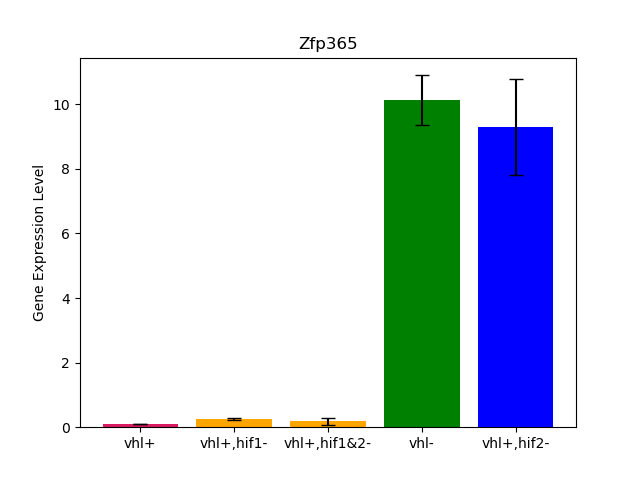 Zfp365
Gene Expression Level
10
8
6
4
2
0
vhl+ vhl+,hif1- vhl+,hif1&2- vhl- vhl+,hif2-